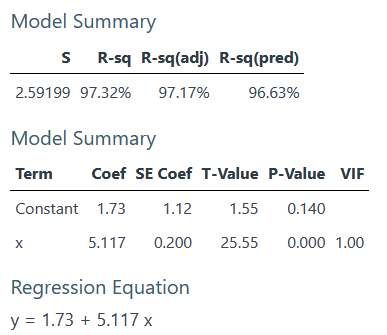 Model Summary
S R-sq R-sq(adj) R-sq(pred)
2.59199 97.32% 97.17% 96.63%
Model Summary
Term Coef SE Coef T-Value P-Value VIF
Constant 1.73 1.12 1.55 0.140
x 5.117 0.200 25.55 0.000 1.00
Regression Equation
y = 1.73 + 5.117 x